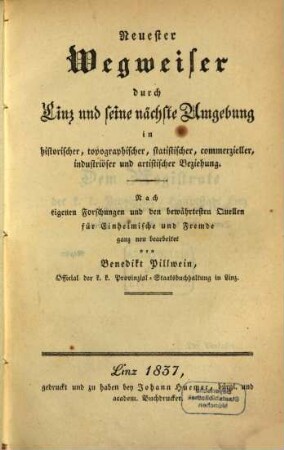 Neuester
Wegweiser
durch
Linz und seine nächste Umgebung
in
historischer, topographischer, statistischer, commerzieller,
industriöser und artistischer Beziehung.
Nach
eigenen Forschungen und den bewährtesten Quellen
für Einheimische und Fremde
ganz neu bearbeitet
von
Benedikt Pillwein,
Official der k. k. Provinzial-Staatsbuchhaltung in Linz.
Linz 1837,
gedruckt und zu haben bey Johann Huemer, und
academ. Buchdrucker.